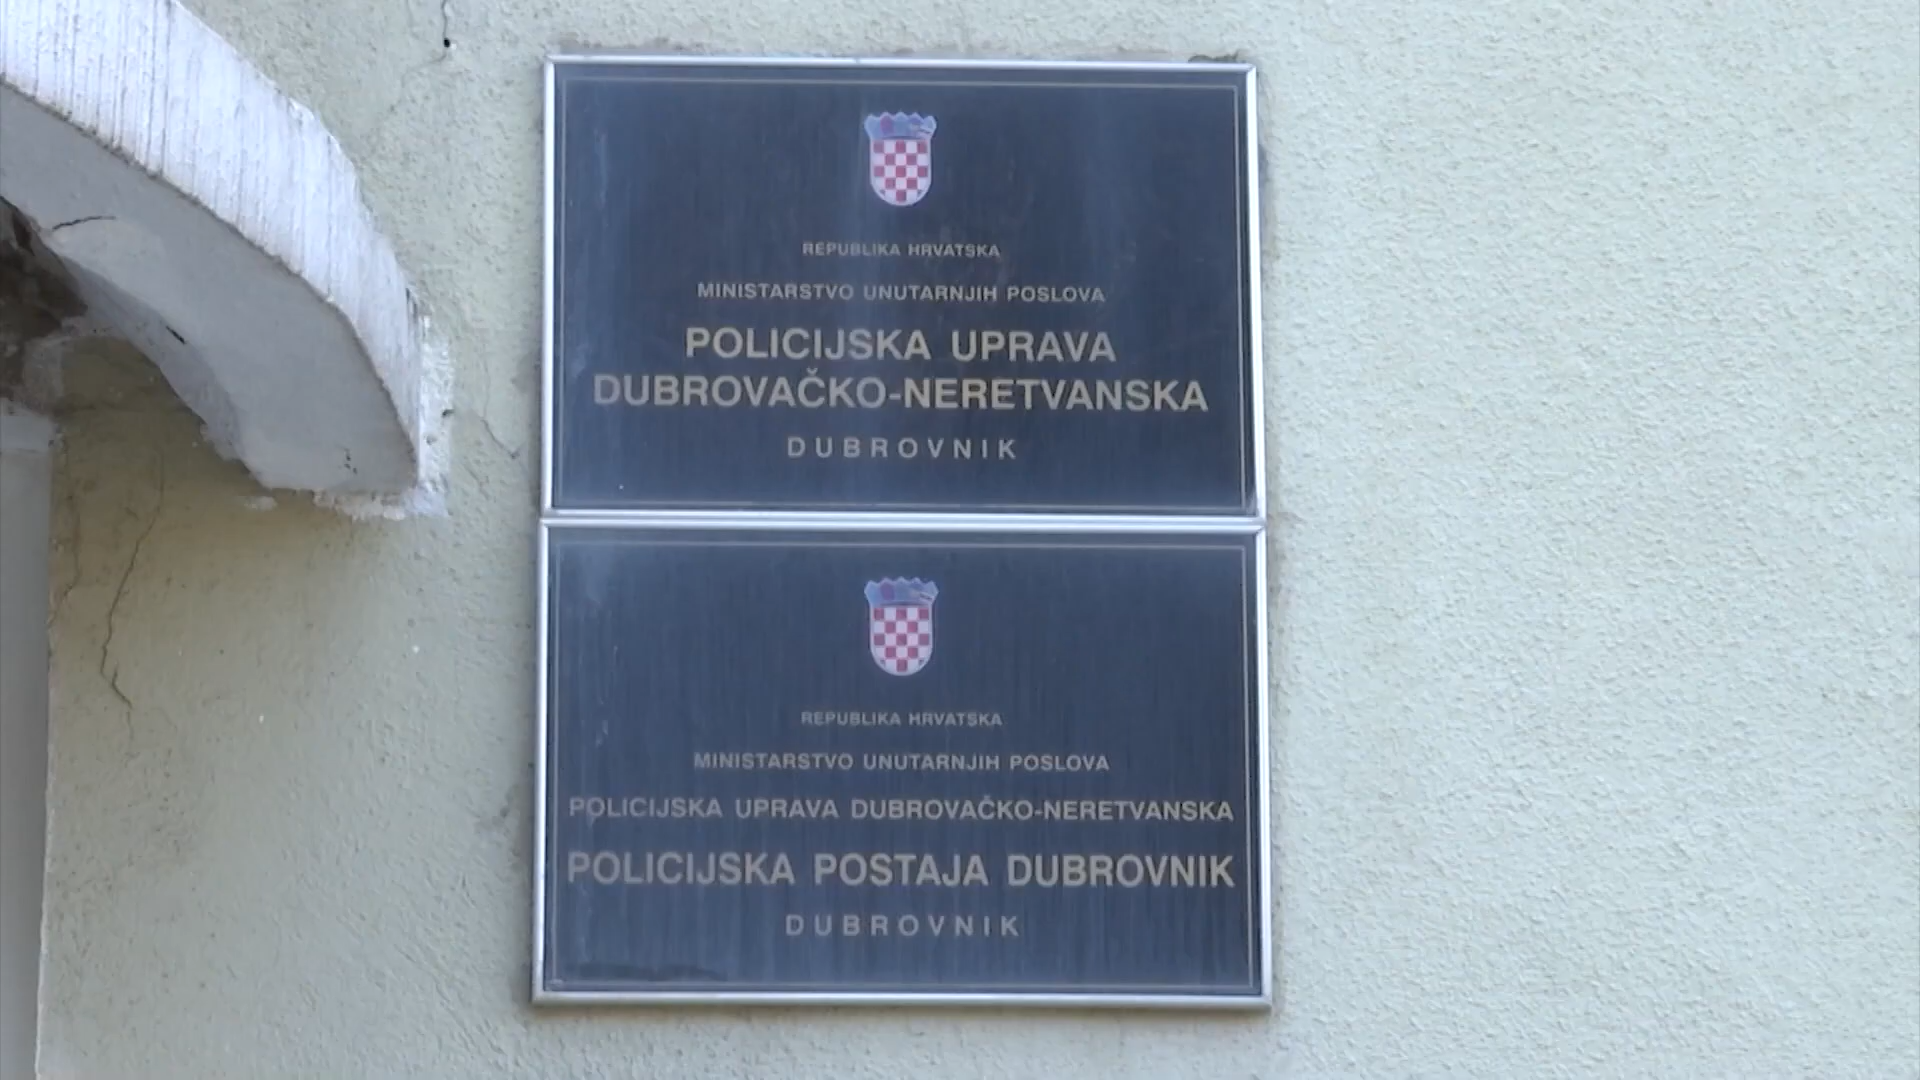 REPUBLIKA HRVATSKA
MINISTARSTVO UNUTARNJIH POSLOVA
POLICIJSKA UPRAVA
DUBROVAČKO-NERETVANSKA
DUBROVNIK
REPUBLIKA HRVATSKA
MINISTARSTVO UNUTARNJIH POSLOVA
POLICIJSKA UPRAVA DUBROVAČKO-NERETVANSKA
POLICIJSKA POSTAJA DUBROVNIK
DUBROVNIK